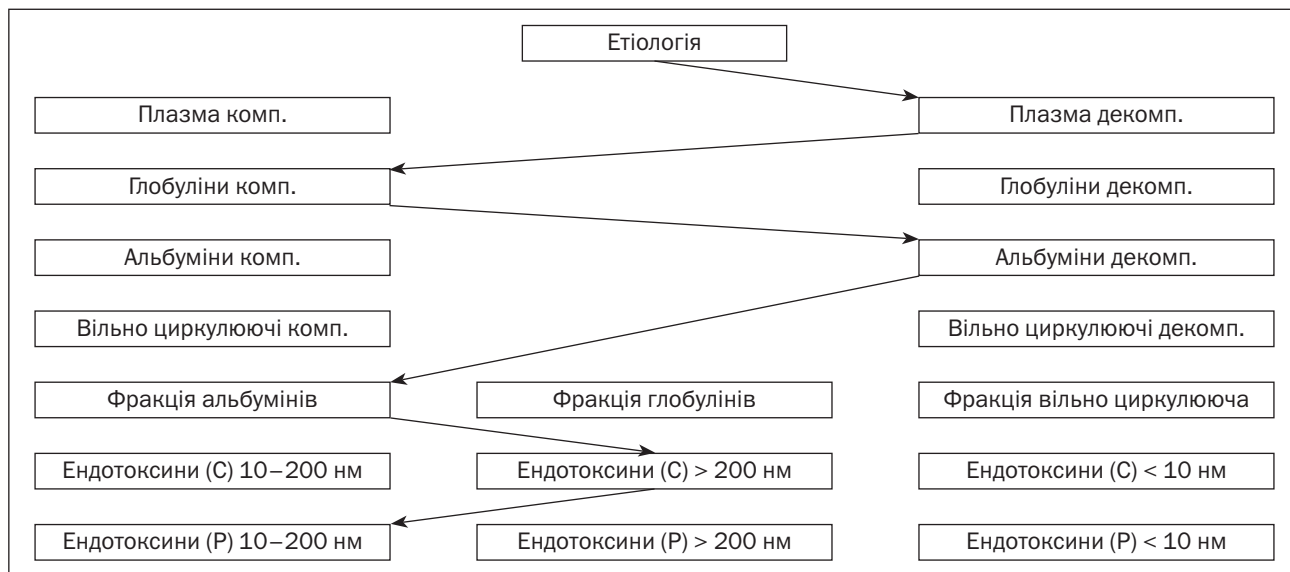 Етіологія
Плазма комп.
Плазма декомп.
Глобуліни комп.
Глобуліни декомп.
Альбуміни комп.
Альбуміни декомп.
Вільно циркулюючі комп.
Вільно циркулюючі декомп.
Фракція альбумінів
Фракція глобулінів
Фракція вільно циркулююча
Ендотоксини (С) 10–200 нм
Ендотоксини (С) > 200 нм
Ендотоксини (С) < 10 нм
Ендотоксини (Р) 10–200 нм
Ендотоксини (Р) > 200 нм
Ендотоксини (Р) < 10 нм